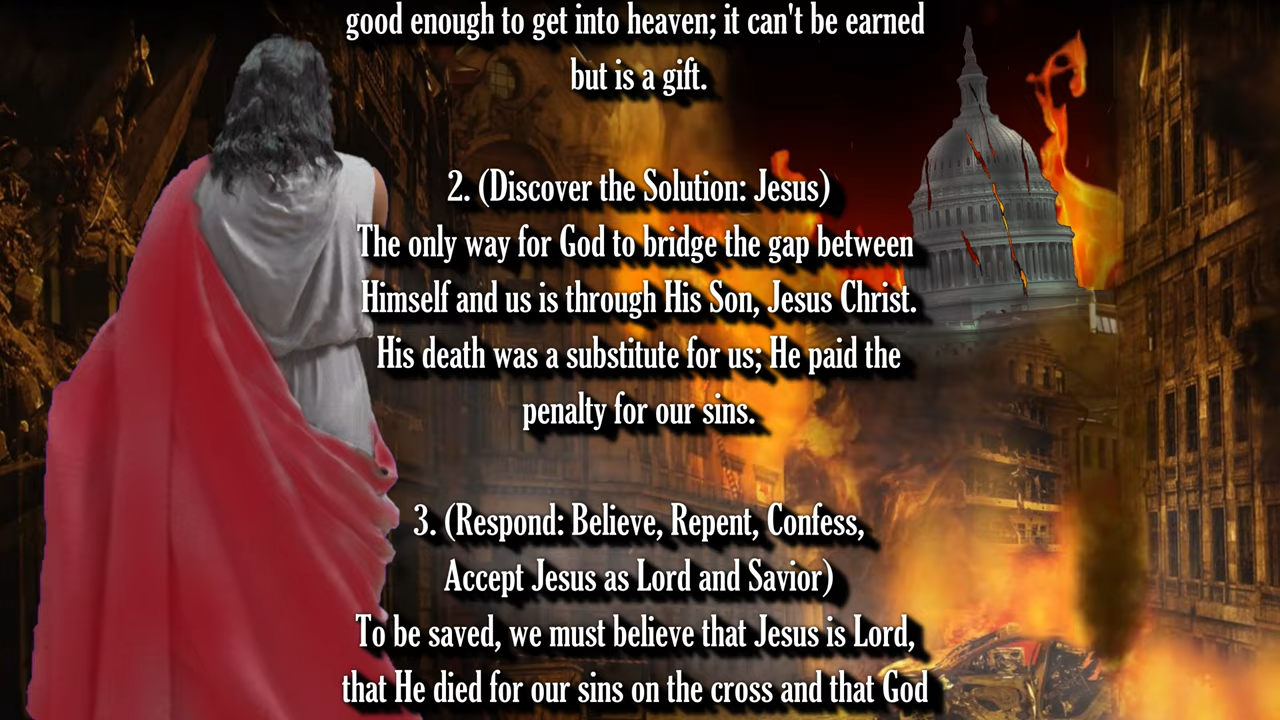 good enough to get into heaven; it can't be earned
but is a gift.
2. (Discover the Solution: Jesus)
The only way for God to bridge the gap between
Himself and us is through His Son, Jesus Christ.
His death was a substitute for us; He paid the
penalty for our sins.
3. (Respond: Believe, Repent, Confess,
Accept Jesus as Lord and Savior)
To be saved, we must believe that Jesus is Lord,
that He died for our sins on the cross and that God